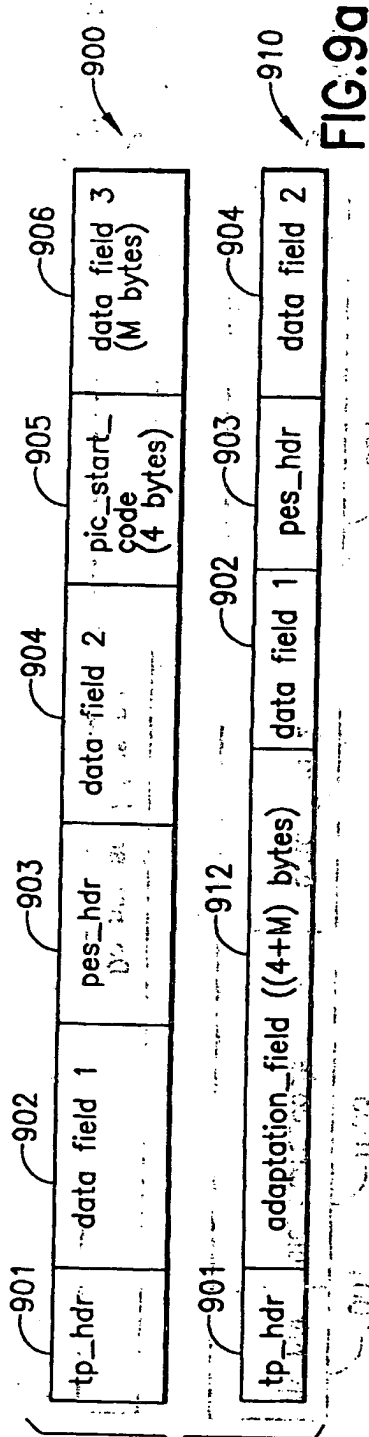 901
902
903
904
905
906
900
tp_hdr
data field 1
pes_hdr
data field 2
pic_start_
code
(4 bytes)
data field 3
(M bytes)
901
912
902
903
904
910
tp_hdr
adaptation_field ((4+M) bytes)
data field 1
pes_hdr
data field 2
FIG.9a